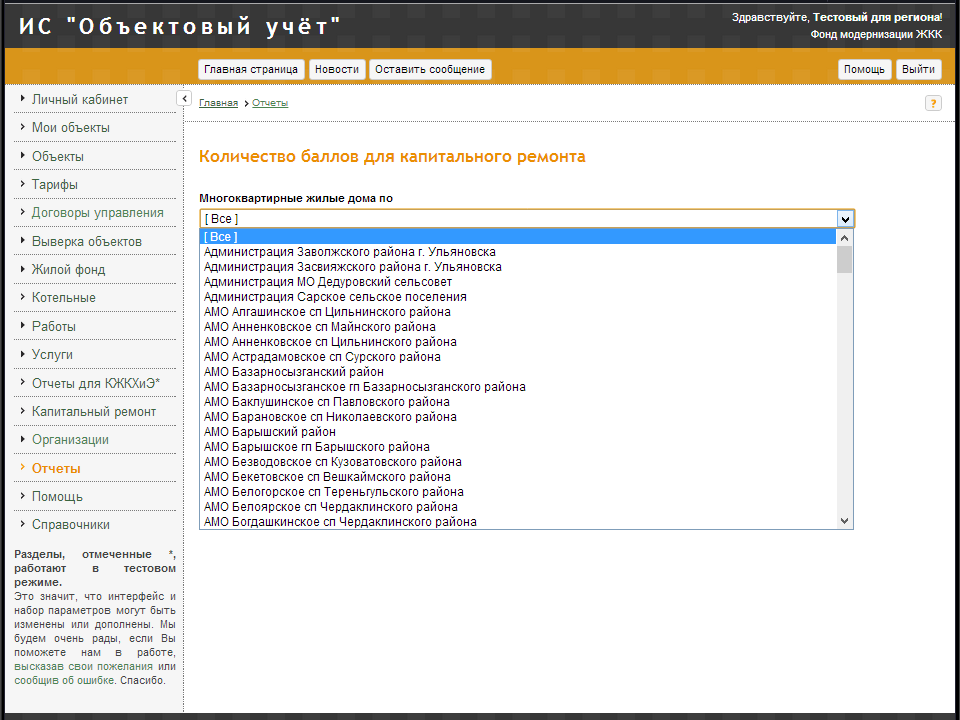 ИС "Объектовый учёт"
Здравствуйте, Тестовый для региона!
Фонд модернизации ЖКК
Главная страница Новости Оставить сообщение Помощь Выйти
Личный кабинет
Мои объекты
Объекты
Тарифы
Договоры управления
Выверка объектов
Жилой фонд
Котельные
Работы
Услуги
Отчеты для КЖКХиЭ*
Капитальный ремонт
Организации
Отчеты
Помощь
Справочники
Разделы, отмеченные *,
работают в тестовом
режиме.
Это значит, что интерфейс и
набор параметров могут быть
изменены или дополнены. Мы
будем очень рады, если Вы
поможете нам в работе,
высказав свои пожелания или
сообщив об ошибке. Спасибо.
Главная Отчеты
?
Количество баллов для капитального ремонта
Многоквартирные жилые дома по
[ Все ]
[ Все ]
Администрация Заволжского района г. Ульяновска
Администрация Засвияжского района г. Ульяновска
Администрация МО Дедуровский сельсовет
Администрация Сарское сельское поселения
АМО Алгашинское сп Цильнинского района
АМО Анненковское сп Майнского района
АМО Анненковское сп Цильнинского района
АМО Астрадамовское сп Сурского района
АМО Базарносызганский район
АМО Базарносызганское гп Базарносызганского района
АМО Баклушинское сп Павловского района
АМО Барановское сп Николаевского района
АМО Барышский район
АМО Барышское гп Барышского района
АМО Безводовское сп Кузоватовского района
АМО Бекетовское сп Вешкаймского района
АМО Белогорское сп Тереньгульского района
АМО Белоярское сп Чердаклинского района
АМО Богдашкинское сп Чердаклинского района